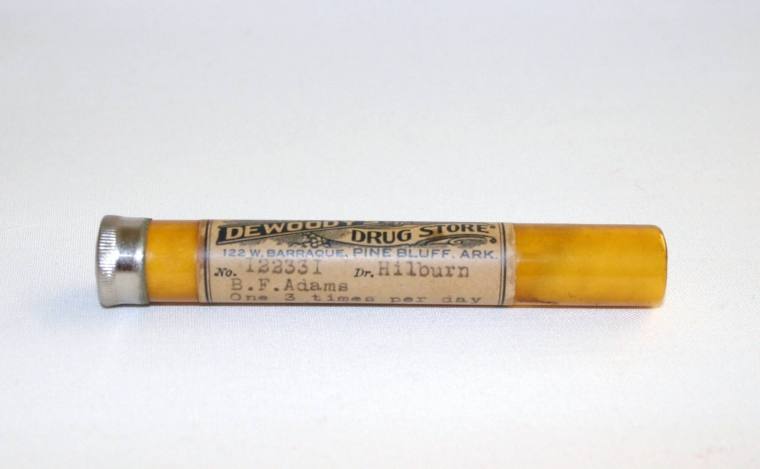 DEWOODY
DRUG STORE
122 W. BARRAQUE, PINE BLUFF, ARK.
No. 122331 Dr. Hilburn
B.F.Adams
One 3 times per day